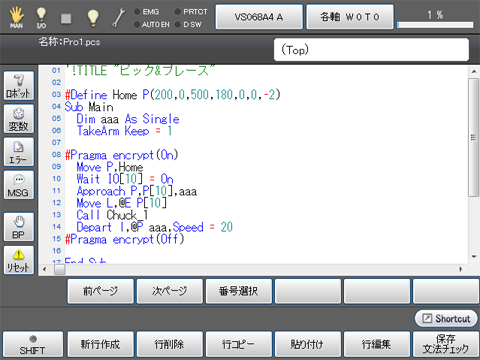 MAN
I/O
EMG
PRTCT
AUTO EN
D SW
VS068A4 A
各軸 W0T0
1 %
名称:Pro1.pcs
(Top)
ロボット
変数
エラー
MSG
BP
リセット
01 '!TITLE "ピック&プレース"
02
03 #Define Home P(200,0,500,180,0,0,-2)
04 Sub Main
05 Dim aaa As Single
06 TakeArm Keep = 1
07
08 #Pragma encrypt(On)
09 Move P,Home
10 Wait IO[10] = On
11 Approach P,P[10],aaa
12 Move L,@E P[10]
13 Call Chuck_1
14 Depart l,@P aaa,Speed = 20
15 #Pragma encrypt(Off)
16
17 End Sub
前ページ
次ページ
番号選択
Shortcut
SHIFT
新行作成
行削除
行コピー
貼り付け
行編集
保存
文法チェック